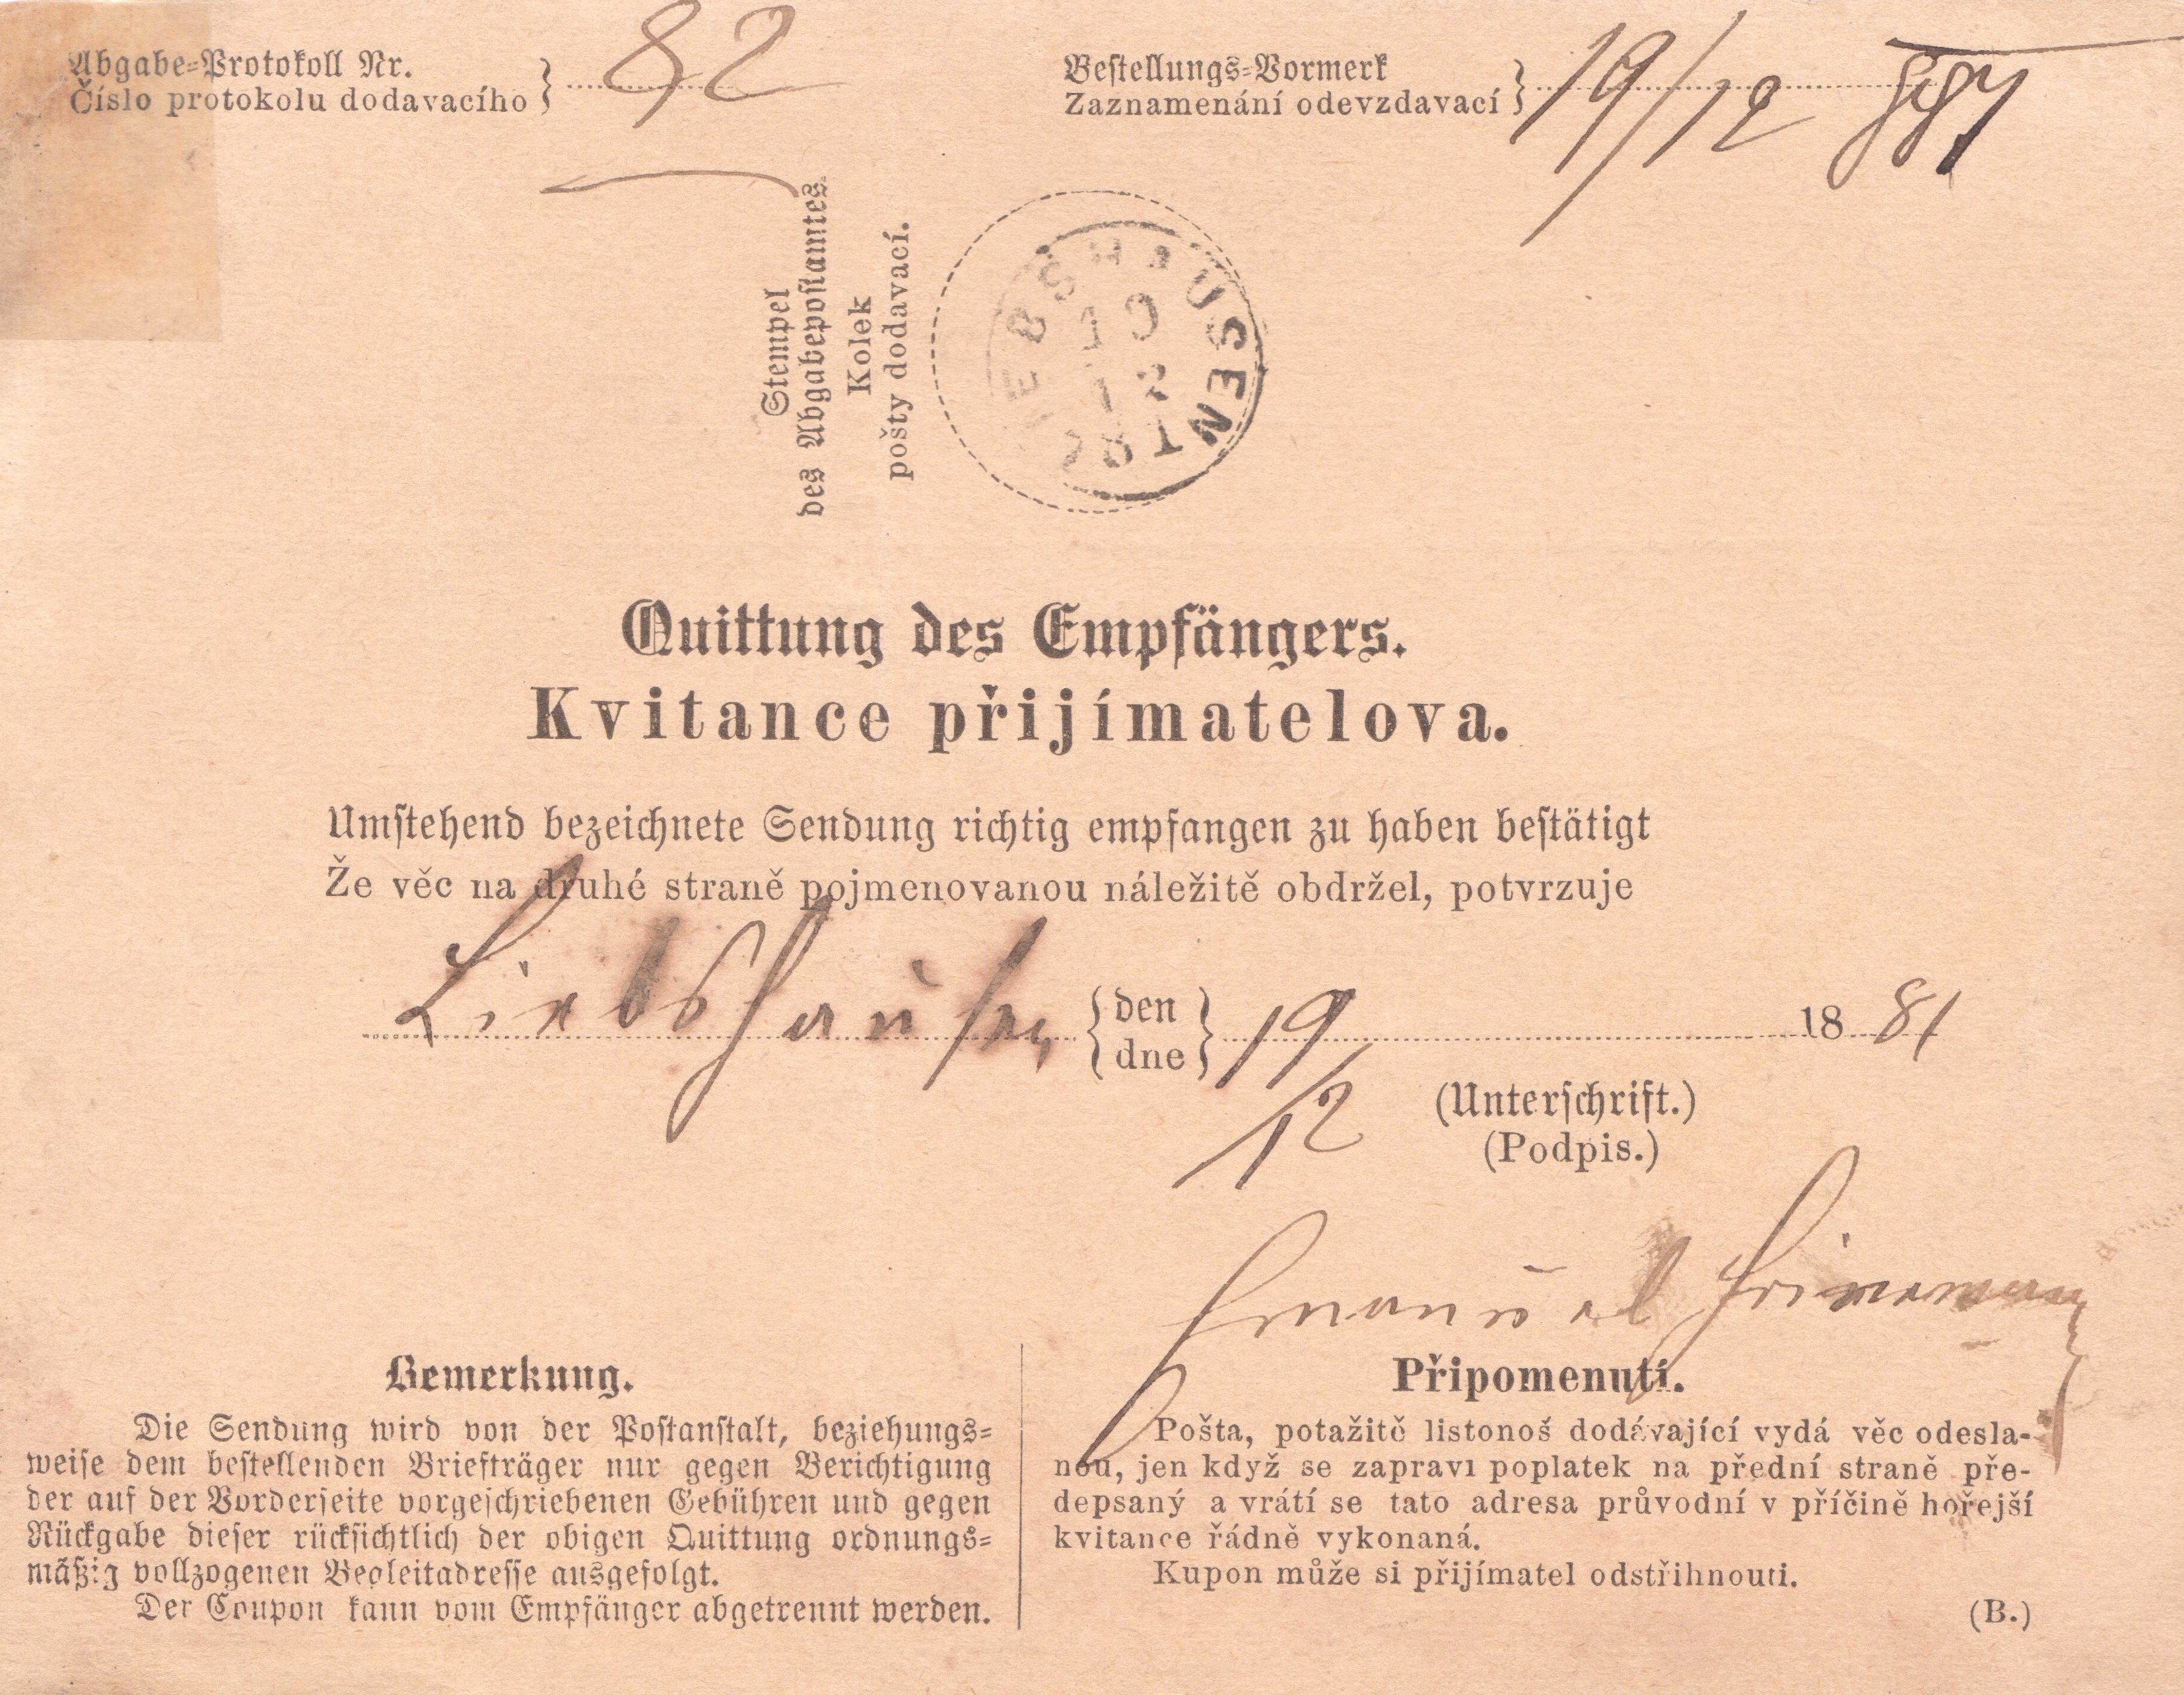 Abgabe-Protokoll Nr.
Číslo protokolu dodavacího } 82
Bestellungs-Vormerk
Zaznamenání odevzdavací } 19/12
Stempel
des Abgabepostamtes.
Kolek
pošty dodavací.
LIEBSHAUSEN
Quittung des Empfängers.
Kvitance přijímatelova.
Umstehend bezeichnete Sendung richtig empfangen zu haben bestätigt
Že věc na druhé straně pojmenovanou náležitě obdržel, potvrzuje
Liebshausen { den dne } 19/12 1881
(Unterschrift.)
(Podpis.)
Emanuel
Bemerkung.
Die Sendung wird von der Postanstalt, beziehungs-
weise dem bestellenden Briefträger nur gegen Berichtigung
der auf der Vorderseite vorgeschriebenen Gebühren und gegen
Rückgabe dieser rücksichtlich der obigen Quittung ordnungs-
mäßig vollzogenen Begleitadresse ausgefolgt.
Der Coupon kann vom Empfänger abgetrennt werden.
Připomenutí.
Pošta, potažitě listonoš dodávající vydá věc odesla-
nou, jen když se zapraví poplatek na přední straně pře-
depsaný a vrátí se tato adresa průvodní v příčině hořejší
kvitance řádně vykonaná.
Kupon může si přijímatel odstřihnouti.
(B.)